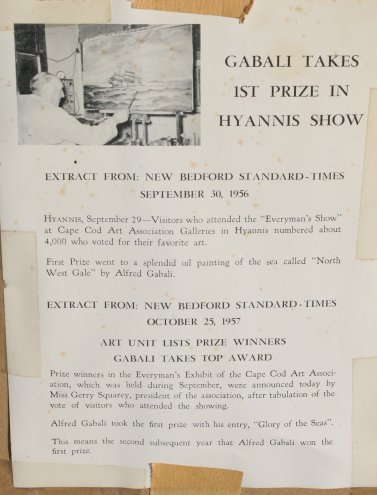 GABALI TAKES
1ST PRIZE IN
HYANNIS SHOW
EXTRACT FROM: NEW BEDFORD STANDARD-TIMES
SEPTEMBER 30, 1956
HYANNIS, September 29—Visitors who attended the "Everyman's Show"
at Cape Cod Art Association Galleries in Hyannis numbered about
4,000 who voted for their favorite art.
First Prize went to a splendid oil painting of the sea called "North
West Gale" by Alfred Gabali.
EXTRACT FROM: NEW BEDFORD STANDARD-TIMES
OCTOBER 25, 1957
ART UNIT LISTS PRIZE WINNERS
GABALI TAKES TOP AWARD
Prize winners in the Everyman's Exhibit of the Cape Cod Art Associ-
ation, which was held during September, were announced today by
Miss Gerry Squarey, president of the association, after tabulation of the
vote of visitors who attended the showing.
Alfred Gabali took the first prize with his entry, "Glory of the Seas".
This means the second subsequent year that Alfred Gabali won the
first prize.